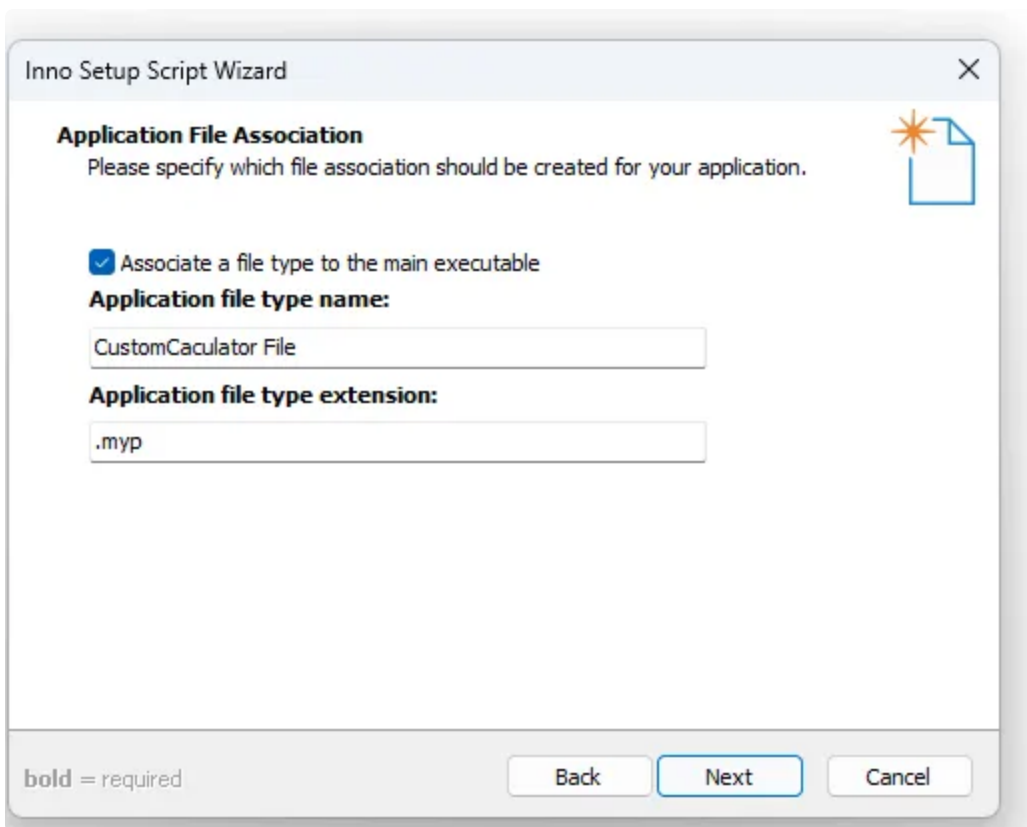 Inno Setup Script Wizard
Application File Association
Please specify which file association should be created for your application.
Associate a file type to the main executable
Application file type name:
CustomCaculator File
Application file type extension:
.myp
bold = required
Back
Next
Cancel